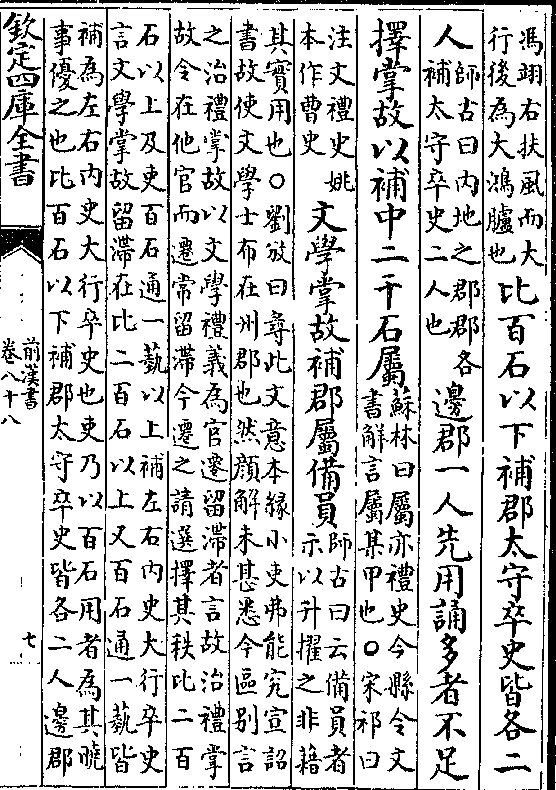 馮翊右扶風而大
行後為大鴻臚也
比百石以下補郡太守卒史皆各二
人
師古曰内地之郡郡各
補太守卒史二人也
邊郡一人先用誦多者不足
擇掌故以補中二千石屬
蘇林曰屬亦禮史今縣令文
書解言屬某甲也○宋祁曰
注文禮史姚
本作曹史
文學掌故補郡屬備員
師古曰云備員者
示以升擢之非籍
其實用也○劉攽曰尋此文意本緣小吏弗能究宣詔
書故使文學士布在州郡也然顔解未甚悉今區别言
之治禮掌故以文學禮義為官遷留滯者言故治禮掌
故令在他官而遷常留滯今遷之請選擇其秩比二百
石以上及吏百石通一藝以上補左右内史大行卒史
言文學掌故留滯在比二百石以上又百石通一藝皆
補為左右内史大行卒史也吏乃以百石用者為其曉
事優之也比百石以下補郡太守卒史皆各二人邊郡
欽定四庫全書
前漢書
卷八十八
七